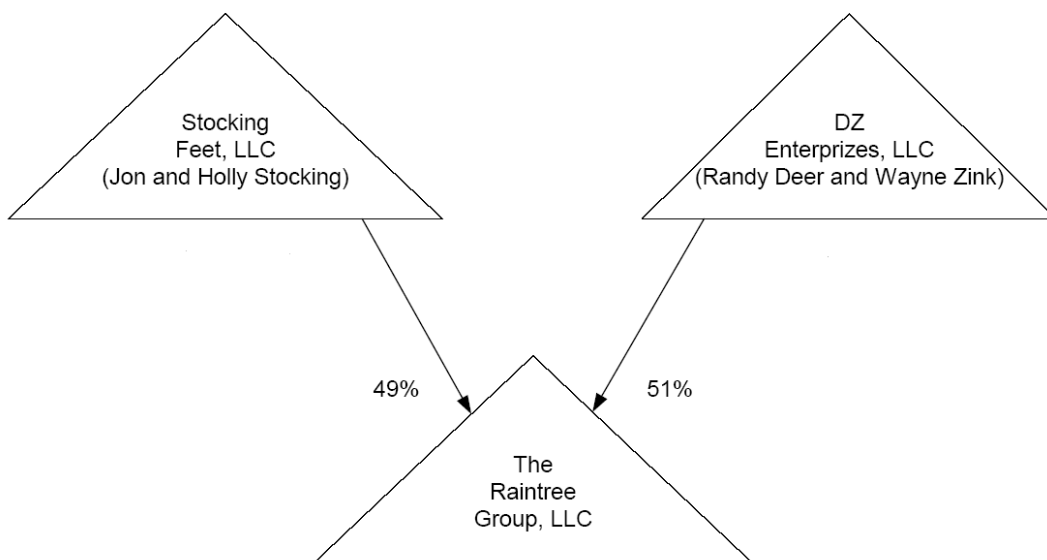 Stocking
Feet, LLC
(Jon and Holly Stocking)
DZ
Enterprizes, LLC
(Randy Deer and Wayne Zink)
49%
51%
The
Raintree
Group, LLC